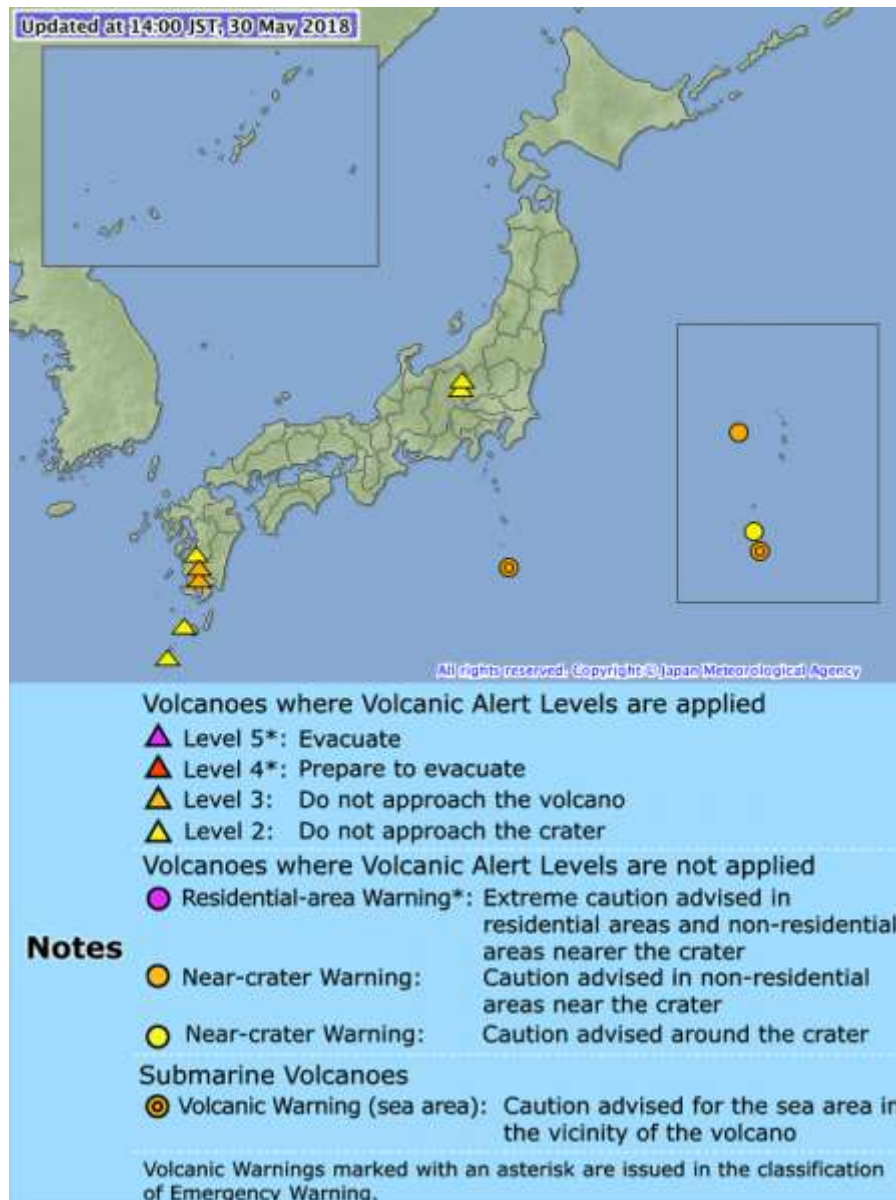 Updated at 14:00 JST, 30 May 2018
All rights reserved. Copyright © Japan Meteorological Agency
Notes
Volcanoes where Volcanic Alert Levels are applied
Level 5*: Evacuate
Level 4*: Prepare to evacuate
Level 3: Do not approach the volcano
Level 2: Do not approach the crater
Volcanoes where Volcanic Alert Levels are not applied
Residential-area Warning*: Extreme caution advised in
residential areas and non-residential
areas nearer the crater
Near-crater Warning: Caution advised in non-residential
areas near the crater
Near-crater Warning: Caution advised around the crater
Submarine Volcanoes
Volcanic Warning (sea area): Caution advised for the sea area in
the vicinity of the volcano
Volcanic Warnings marked with an asterisk are issued in the classification
of Emergency Warning.